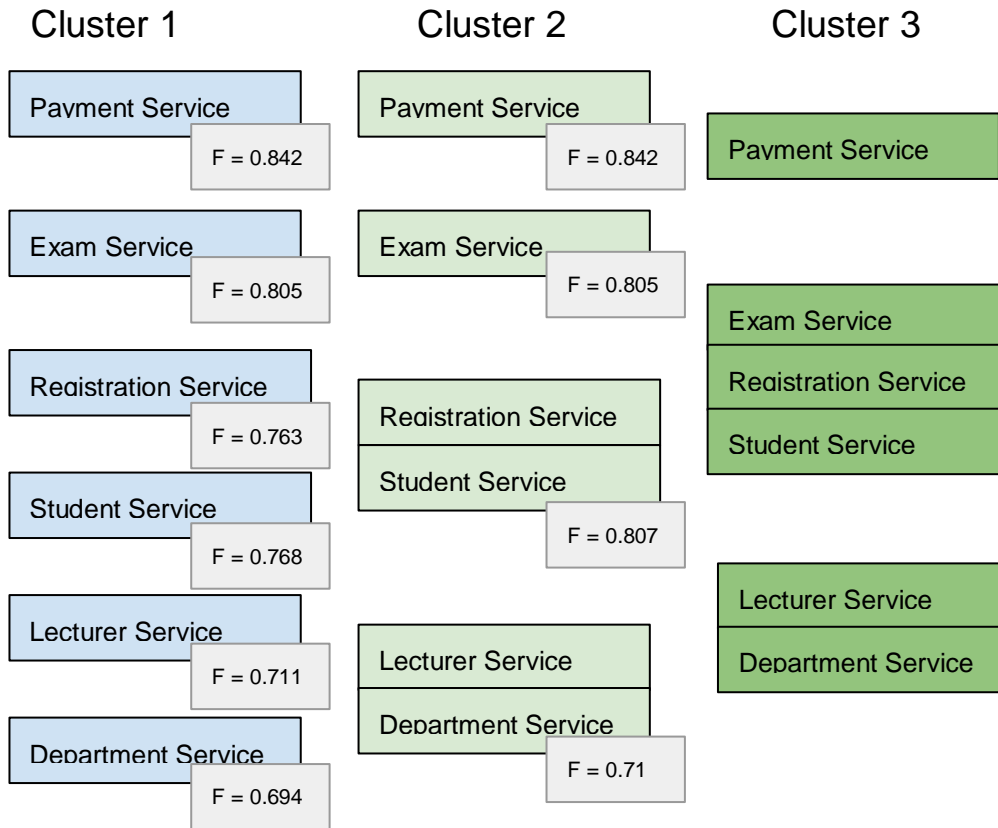 Cluster 1
Cluster 2
Cluster 3
Payment Service
F = 0.842
Exam Service
F = 0.805
Registration Service
F = 0.763
Student Service
F = 0.768
Lecturer Service
F = 0.711
Department Service
F = 0.694
Payment Service
F = 0.842
Exam Service
F = 0.805
Registration Service
Student Service
F = 0.807
Lecturer Service
Department Service
F = 0.71
Payment Service
Exam Service
Registration Service
Student Service
Lecturer Service
Department Service